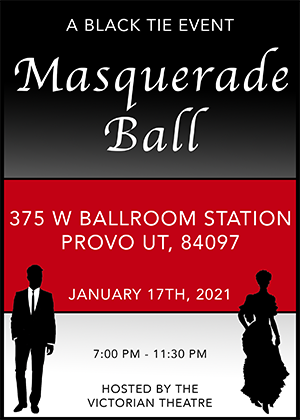 A BLACK TIE EVENT
Masquerade
Ball
375 W BALLROOM STATION
PROVO UT, 84097
JANUARY 17TH, 2021
7:00 PM - 11:30 PM
HOSTED BY THE
VICTORIAN THEATRE